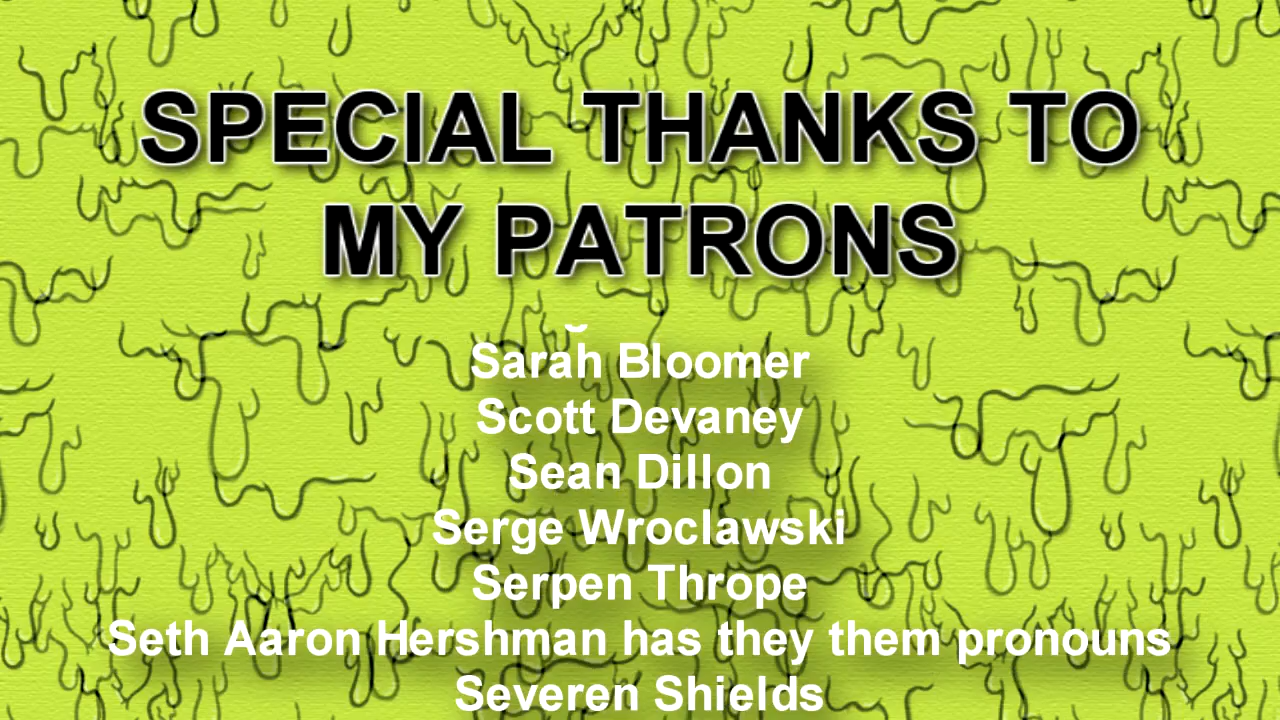 SPECIAL THANKS TO
MY PATRONS
Sarah Bloomer
Scott Devaney
Sean Dillon
Serge Wroclawski
Serpen Thrope
Seth Aaron Hershman has they them pronouns
Severen Shields